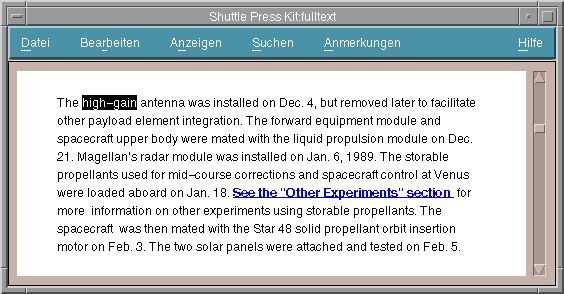 Shuttle Press Kit:fulltext
Datei Bearbeiten Anzeigen Suchen Anmerkungen Hilfe
The high-gain antenna was installed on Dec. 4, but removed later to facilitate
other payload element integration. The forward equipment module and
spacecraft upper body were mated with the liquid propulsion module on Dec.
21. Magellan's radar module was installed on Jan. 6, 1989. The storable
propellants used for mid-course corrections and spacecraft control at Venus
were loaded aboard on Jan. 18. See the "Other Experiments" section for
more information on other experiments using storable propellants. The
spacecraft was then mated with the Star 48 solid propellant orbit insertion
motor on Feb. 3. The two solar panels were attached and tested on Feb. 5.